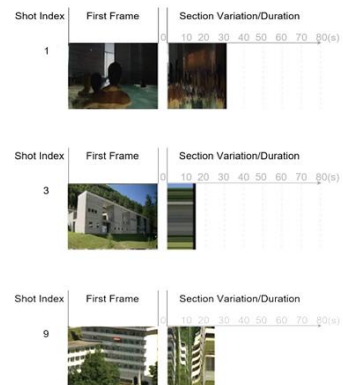 Shot Index First Frame Section Variation/Duration
0 10 20 30 40 50 60 70 80(s)
1
Shot Index First Frame Section Variation/Duration
0 10 20 30 40 50 60 70 80(s)
3
Shot Index First Frame Section Variation/Duration
0 10 20 30 40 50 60 70 80(s)
9